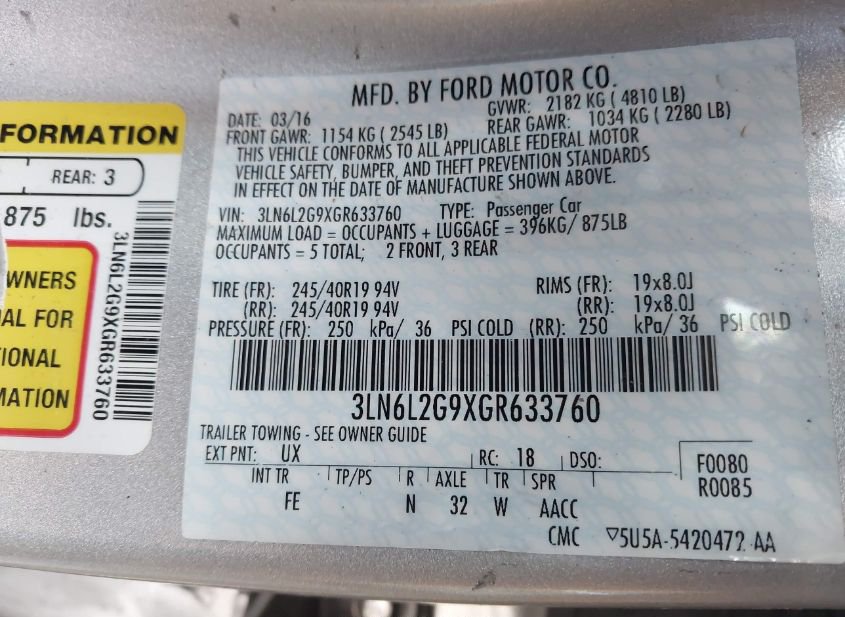 FORMATION
REAR: 3
875 lbs.
WNERS
AL FOR
IONAL
MATION
3LN6L2G9XGR633760
MFD. BY FORD MOTOR CO.
DATE: 03/16 GVWR: 2182 KG ( 4810 LB)
FRONT GAWR: 1154 KG ( 2545 LB) REAR GAWR: 1034 KG ( 2280 LB)
THIS VEHICLE CONFORMS TO ALL APPLICABLE FEDERAL MOTOR
VEHICLE SAFETY, BUMPER, AND THEFT PREVENTION STANDARDS
IN EFFECT ON THE DATE OF MANUFACTURE SHOWN ABOVE.
VIN: 3LN6L2G9XGR633760 TYPE: Passenger Car
MAXIMUM LOAD = OCCUPANTS + LUGGAGE = 396KG/ 875LB
OCCUPANTS = 5 TOTAL; 2 FRONT, 3 REAR
TIRE (FR): 245/40R19 94V RIMS (FR): 19x8.0J
(RR): 245/40R19 94V (RR): 19x8.0J
PRESSURE (FR): 250 kPa/ 36 PSI COLD (RR): 250 kPa/ 36 PSI COLD
3LN6L2G9XGR633760
TRAILER TOWING - SEE OWNER GUIDE
EXT PNT: UX RC: 18 DSO: F0080
INT TR TP/PS R AXLE TR SPR R0085
FE N 32 W AACC
CMC ▽5U5A-5420472 AA